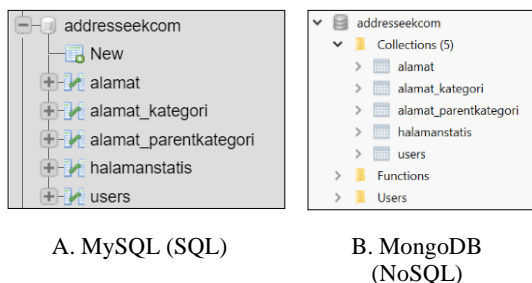 addresseekcom
New
alamat
alamat_kategori
alamat_parentkategori
halamanstatis
users
A. MySQL (SQL)
addresseekcom
Collections (5)
alamat
alamat_kategori
alamat_parentkategori
halamanstatis
users
Functions
Users
B. MongoDB
(NoSQL)